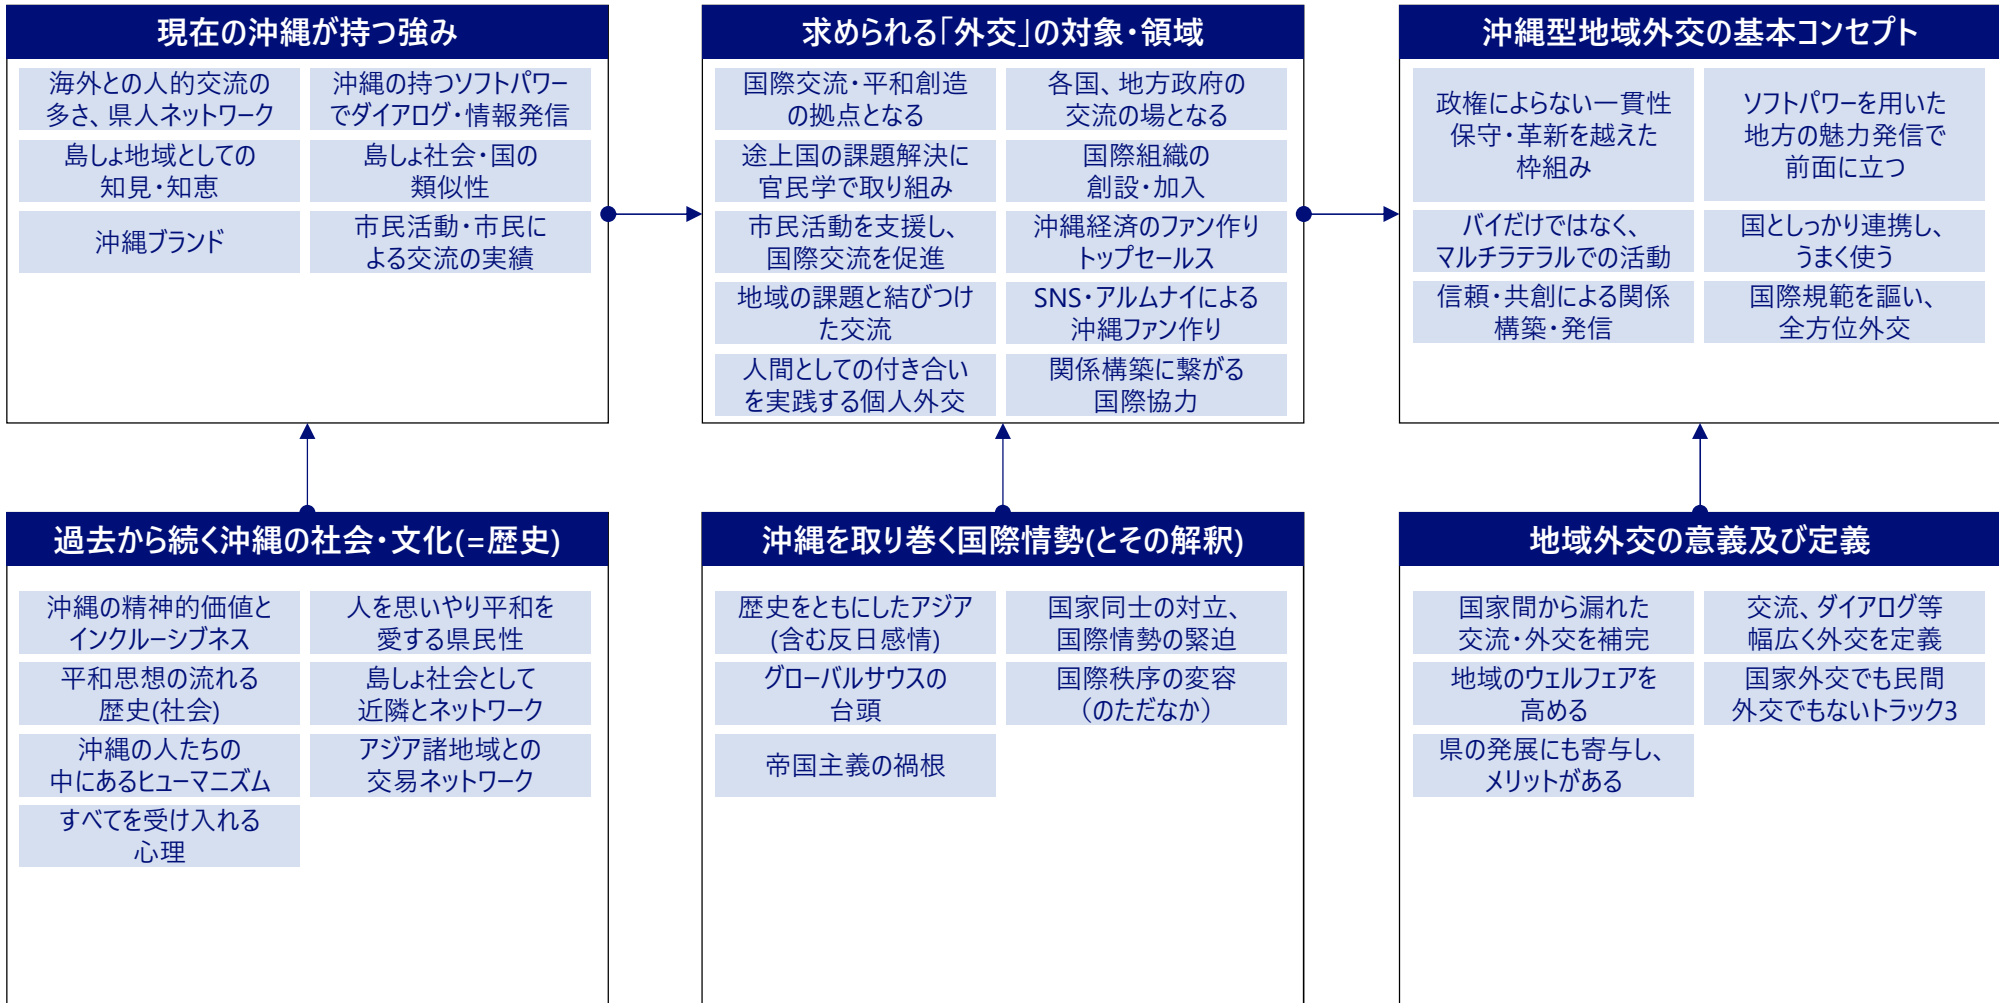 現在の沖縄が持つ強み
海外との人的交流の
多さ、県人ネットワーク
沖縄の持つソフトパワー
でダイアログ・情報発信
島しょ地域としての
知見・知恵
島しょ社会・国の
類似性
沖縄ブランド
市民活動・市民に
よる交流の実績
求められる「外交」の対象・領域
国際交流・平和創造
の拠点となる
各国、地方政府の
交流の場となる
途上国の課題解決に
官民学で取り組み
国際組織の
創設・加入
市民活動を支援し、
国際交流を促進
沖縄経済のファン作り
トップセールス
地域の課題と結びつけ
た交流
SNS・アルムナイによる
沖縄ファン作り
人間としての付き合い
を実践する個人外交
関係構築に繋がる
国際協力
沖縄型地域外交の基本コンセプト
政権によらない一貫性
保守・革新を越えた
枠組み
ソフトパワーを用いた
地方の魅力発信で
前面に立つ
バイだけではなく、
マルチラテラルでの活動
国としっかり連携し、
うまく使う
信頼・共創による関係
構築・発信
国際規範を謳い、
全方位外交
過去から続く沖縄の社会・文化(=歴史)
沖縄の精神的価値と
インクルーシブネス
人を思いやり平和を
愛する県民性
平和思想の流れる
歴史(社会)
島しょ社会として
近隣とネットワーク
沖縄の人たちの
中にあるヒューマニズム
アジア諸地域との
交易ネットワーク
すべてを受け入れる
心理
沖縄を取り巻く国際情勢(とその解釈)
歴史をともにしたアジア
(含む反日感情)
国家同士の対立、
国際情勢の緊迫
グローバルサウスの
台頭
国際秩序の変容
（のただなか）
帝国主義の禍根
地域外交の意義及び定義
国家間から漏れた
交流・外交を補完
交流、ダイアログ等
幅広く外交を定義
地域のウェルフェアを
高める
国家外交でも民間
外交でもないトラック3
県の発展にも寄与し、
メリットがある